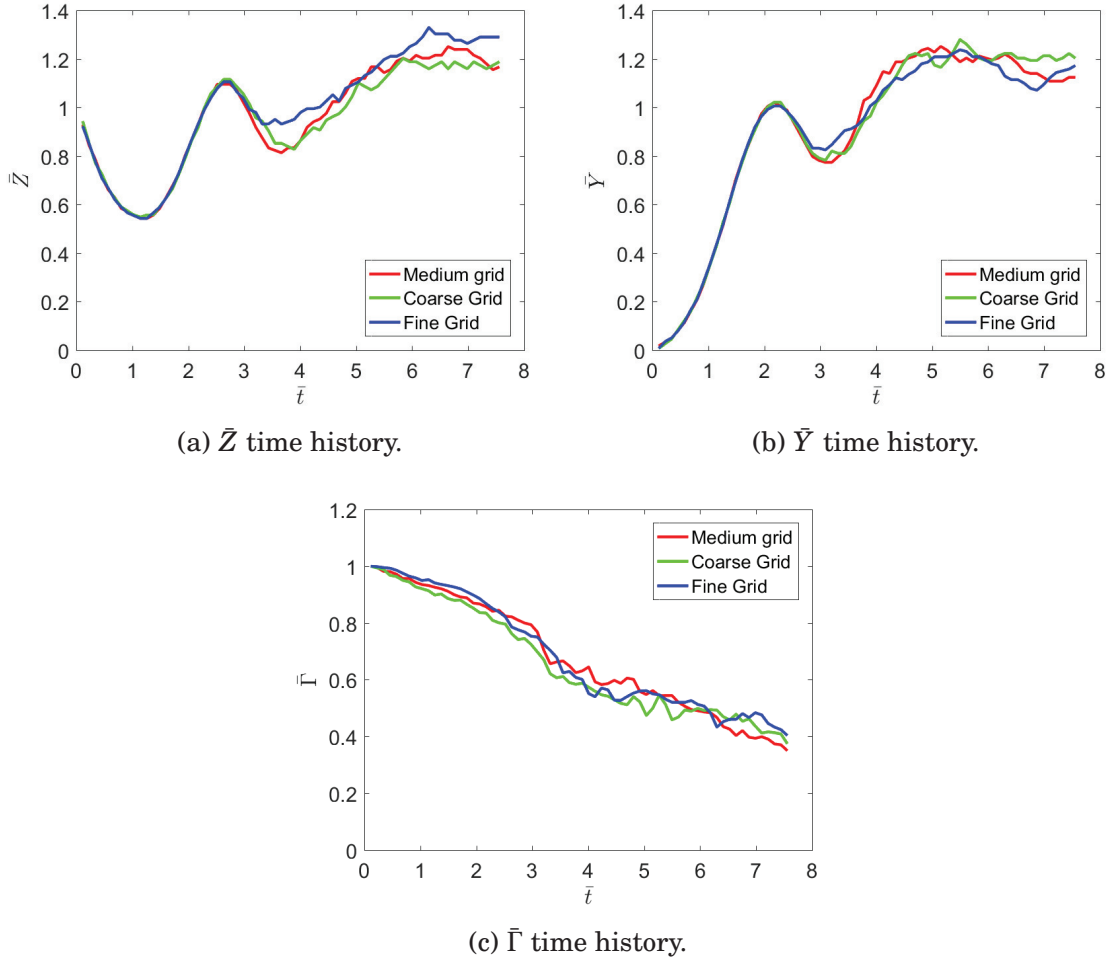 1.4
1.2
1
0.8
0.6
0.4
0.2
0
Z̄
0 1 2 3 4 5 6 7 8
t̄
Medium grid
Coarse Grid
Fine Grid
(a) Z̄ time history.
1.4
1.2
1
0.8
0.6
0.4
0.2
0
Ȳ
0 1 2 3 4 5 6 7 8
t̄
Medium grid
Coarse Grid
Fine Grid
(b) Ȳ time history.
1.2
1
0.8
0.6
0.4
0.2
0
Γ̄
0 1 2 3 4 5 6 7 8
t̄
Medium grid
Coarse Grid
Fine Grid
(c) Γ̄ time history.